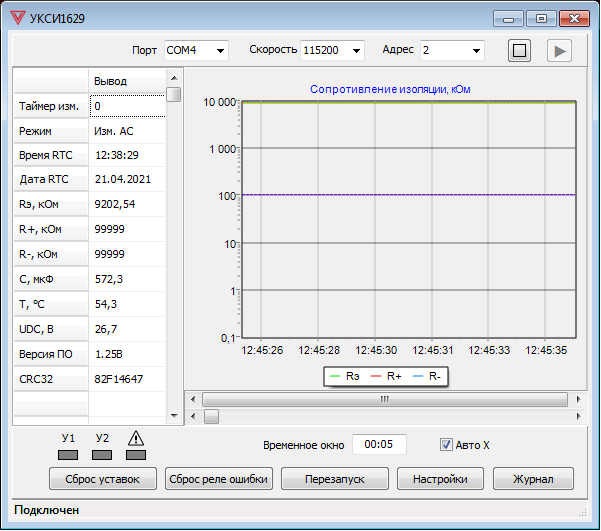 УКСИ1629
Порт COM4 Скорость 115200 Адрес 2
Вывод
Таймер изм. 0
Режим Изм. АС
Время RTC 12:38:29
Дата RTC 21.04.2021
Rэ, кОм 9202,54
R+, кОм 99999
R-, кОм 99999
C, мкФ 572,3
T, °C 54,3
UDC, В 26,7
Версия ПО 1.25B
CRC32 82F14647
Сопротивление изоляции, кОм
10 000
1 000
100
10
1
0,1
12:45:26 12:45:28 12:45:30 12:45:31 12:45:33 12:45:35
Rэ R+ R-
У1 У2
Временное окно 00:05 Авто X
Сброс уставок Сброс реле ошибки Перезапуск Настройки Журнал
Подключен